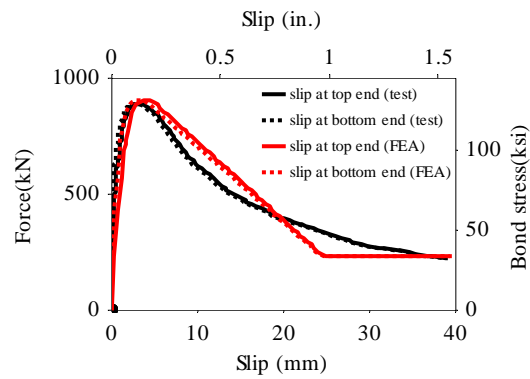 Slip (in.)
0 0.5 1 1.5
1000
500
0
Force(kN)
slip at top end (test)
slip at bottom end (test)
slip at top end (FEA)
slip at bottom end (FEA)
100
50
0
Bond stress(ksi)
0 10 20 30 40
Slip (mm)